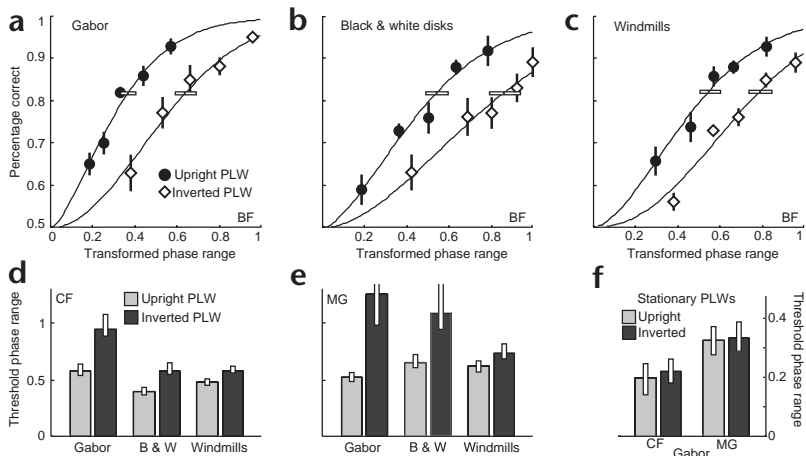 a
Gabor
Percentage correct
1
0.9
0.8
0.7
0.6
0.5
Upright PLW
Inverted PLW
BF
0
0.2
0.4
0.6
0.8
1
Transformed phase range
b
Black & white disks
BF
0.2
0.4
0.6
0.8
1
Transformed phase range
c
Windmills
BF
0.2
0.4
0.6
0.8
1
Transformed phase range
d
CF
Upright PLW
Inverted PLW
Threshold phase range
1
0.5
0
Gabor
B & W
Windmills
e
MG
Gabor
B & W
Windmills
f
Stationary PLWs
Upright
Inverted
Threshold phase range
0.4
0.2
0
CF
MG
Gabor